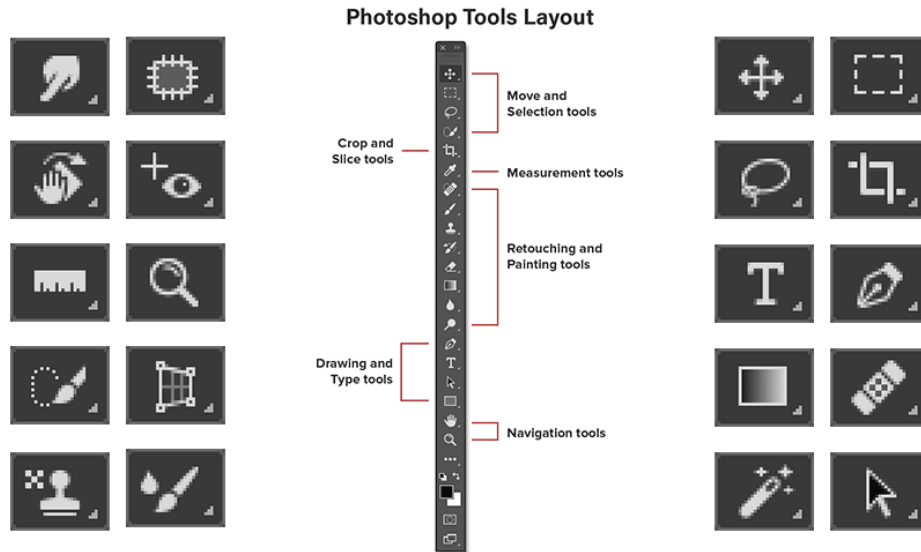 Photoshop Tools Layout
Move and
Selection tools
Crop and
Slice tools
Measurement tools
Retouching and
Painting tools
Drawing and
Type tools
Navigation tools